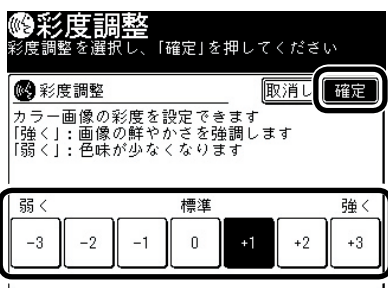 彩度調整
彩度調整を選択し、「確定」を押してください
彩度調整
取消し
確定
カラー画像の彩度を設定できます
「強く」：画像の鮮やかさを強調します
「弱く」：色味が少なくなります
弱く 標準 強く
-3 -2 -1 0 +1 +2 +3